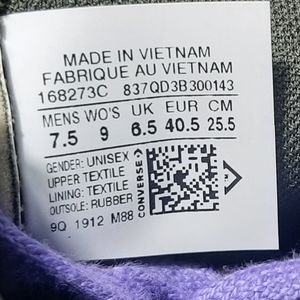 MADE IN VIETNAM
FABRIQUE AU VIETNAM
168273C 837QD3B300143
MENS WO'S UK EUR CM
7.5 9 6.5 40.5 25.5
GENDER: UNISEX
UPPER TEXTILE
LINING: TEXTILE
OUTSOLE: RUBBER
9Q 1912 M88
CONVERSE